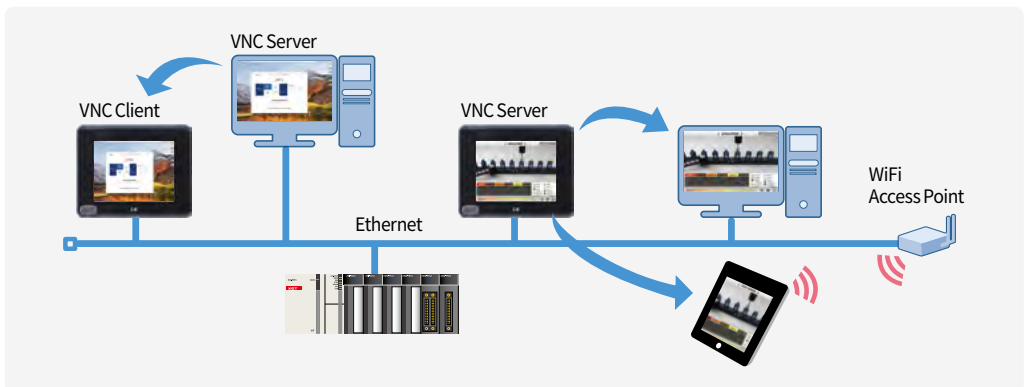 VNC Server
VNC Client
VNC Server
WiFi
Access Point
Ethernet